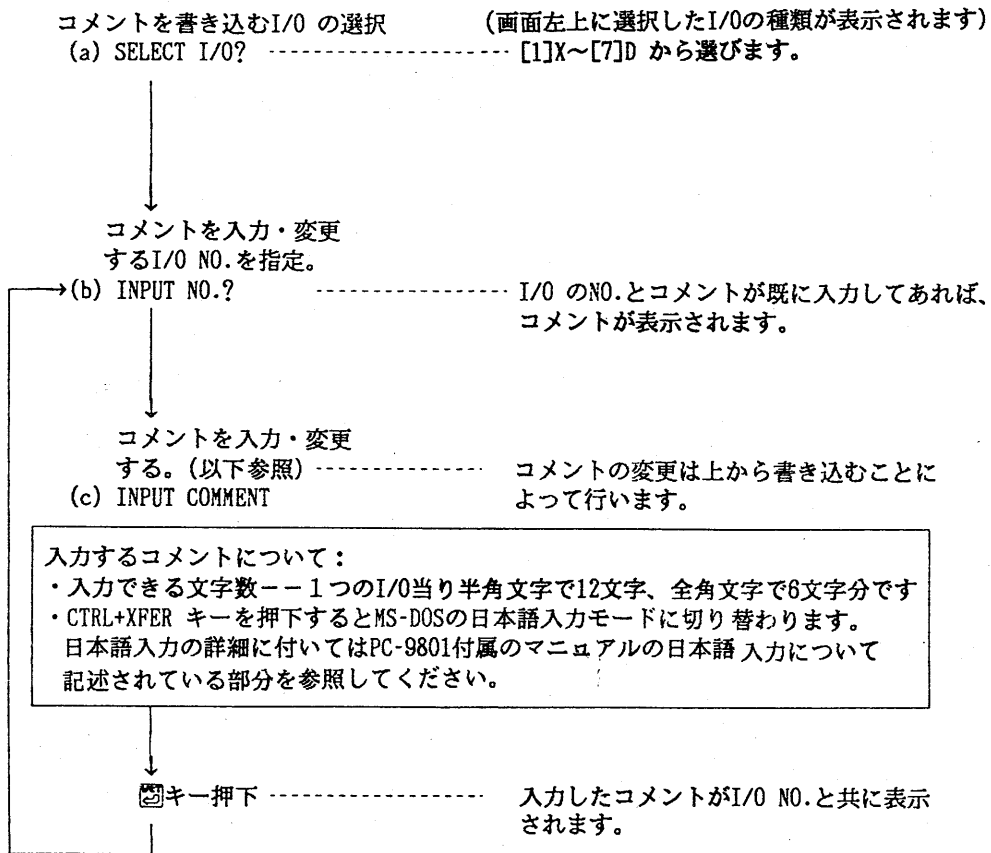 コメントを書き込むI/O の選択 (画面左上に選択したI/Oの種類が表示されます)
(a) SELECT I/O? ------------------ [1]X〜[7]D から選びます。
コメントを入力・変更
するI/O NO.を指定。
(b) INPUT NO.? ---------------- I/O のNO.とコメントが既に入力してあれば、
コメントが表示されます。
コメントを入力・変更
する。(以下参照) -------------- コメントの変更は上から書き込むことに
(c) INPUT COMMENT よって行います。
入力するコメントについて:
・入力できる文字数ーー1つのI/O当り半角文字で12文字、全角文字で6文字分です
・CTRL+XFER キーを押下するとMS-DOSの日本語入力モードに切り替わります。
日本語入力の詳細に付いてはPC-9801付属のマニュアルの日本語入力について
記述されている部分を参照してください。
キー押下 ------------------ 入力したコメントがI/O NO.と共に表示
されます。